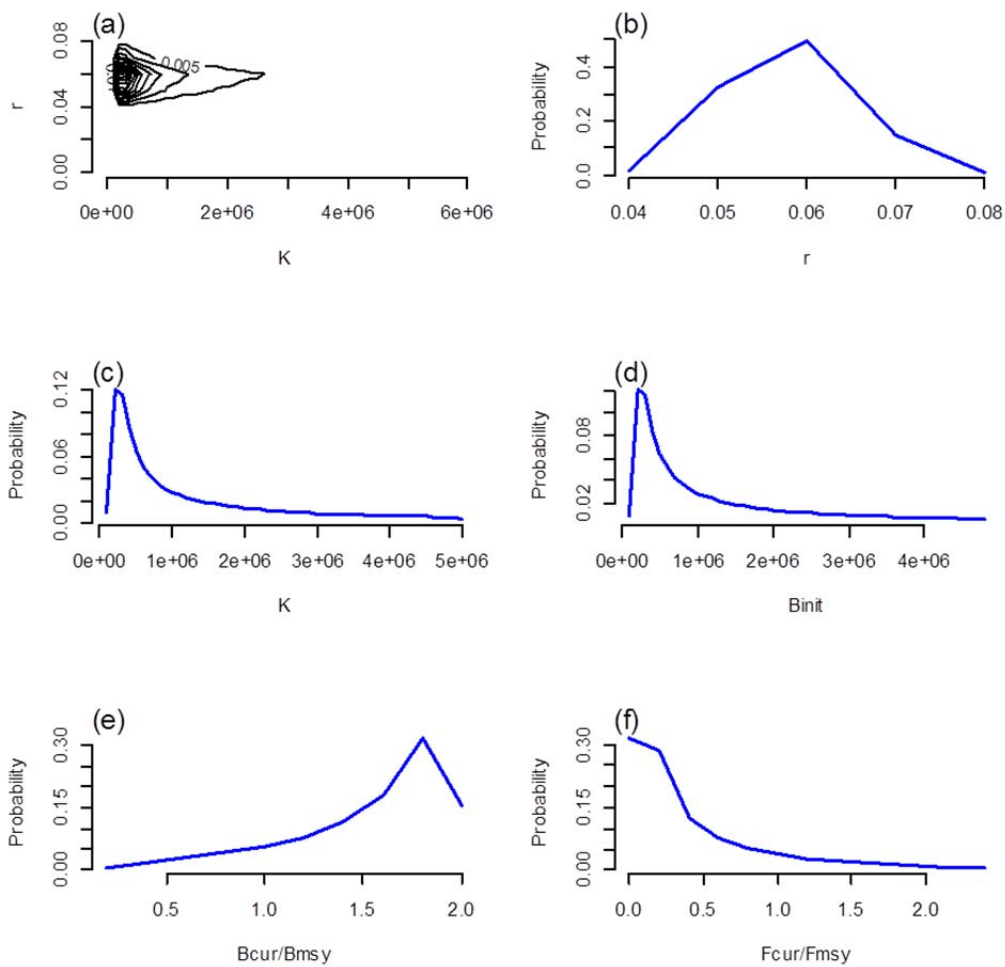 (a)
r
0.00 0.04 0.08
0.005
0e+00 2e+06 4e+06 6e+06
K
(b)
Probability
0.0 0.2 0.4
0.04 0.05 0.06 0.07 0.08
r
(c)
Probability
0.00 0.06 0.12
0e+00 1e+06 2e+06 3e+06 4e+06 5e+06
K
(d)
Probability
0.02 0.08
0e+00 1e+06 2e+06 3e+06 4e+06
Binit
(e)
Probability
0.00 0.15 0.30
0.5 1.0 1.5 2.0
Bcur/Bmsy
(f)
Probability
0.00 0.15 0.30
0.0 0.5 1.0 1.5 2.0
Fcur/Fmsy